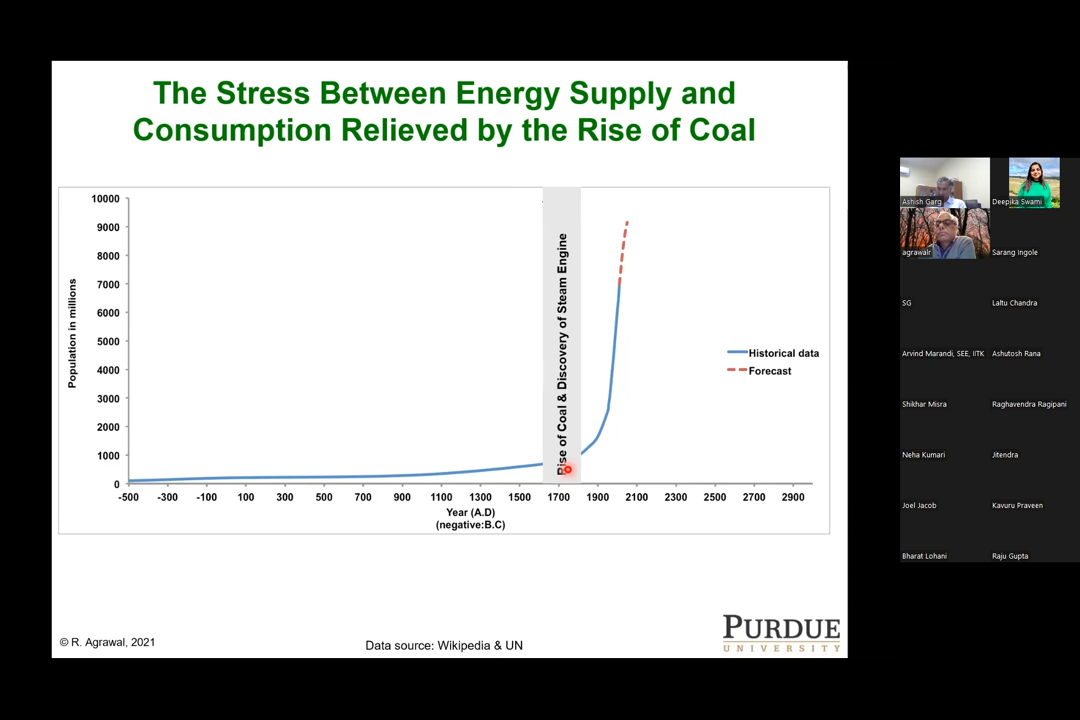 The Stress Between Energy Supply and
Consumption Relieved by the Rise of Coal
10000
9000
8000
7000
6000
5000
4000
3000
2000
1000
0
Population in millions
Rise of Coal & Discovery of Steam Engine
Historical data
Forecast
-500 -300 -100 100 300 500 700 900 1100 1300 1500 1700 1900 2100 2300 2500 2700 2900
Year (A.D)
(negative:B.C)
© R. Agrawal, 2021
Data source: Wikipedia & UN
PURDUE
UNIVERSITY
Ashish Garg
Deepika Swami
agrawalr
Sarang Ingole
SG
Laltu Chandra
Arvind Marandi, SEE, IITK
Ashutosh Rana
Shikhar Misra
Raghavendra Ragipani
Neha Kumari
Jitendra
Joel Jacob
Kavuru Praveen
Bharat Lohani
Raju Gupta